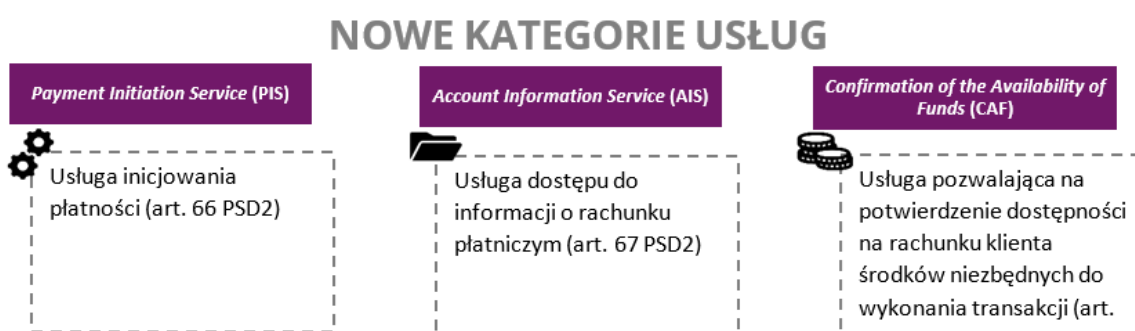 NOWE KATEGORIE USŁUG
Payment Initiation Service (PIS)
Usługa inicjowania
płatności (art. 66 PSD2)
Account Information Service (AIS)
Usługa dostępu do
informacji o rachunku
płatniczym (art. 67 PSD2)
Confirmation of the Availability of
Funds (CAF)
Usługa pozwalająca na
potwierdzenie dostępności
na rachunku klienta
środków niezbędnych do
wykonania transakcji (art.